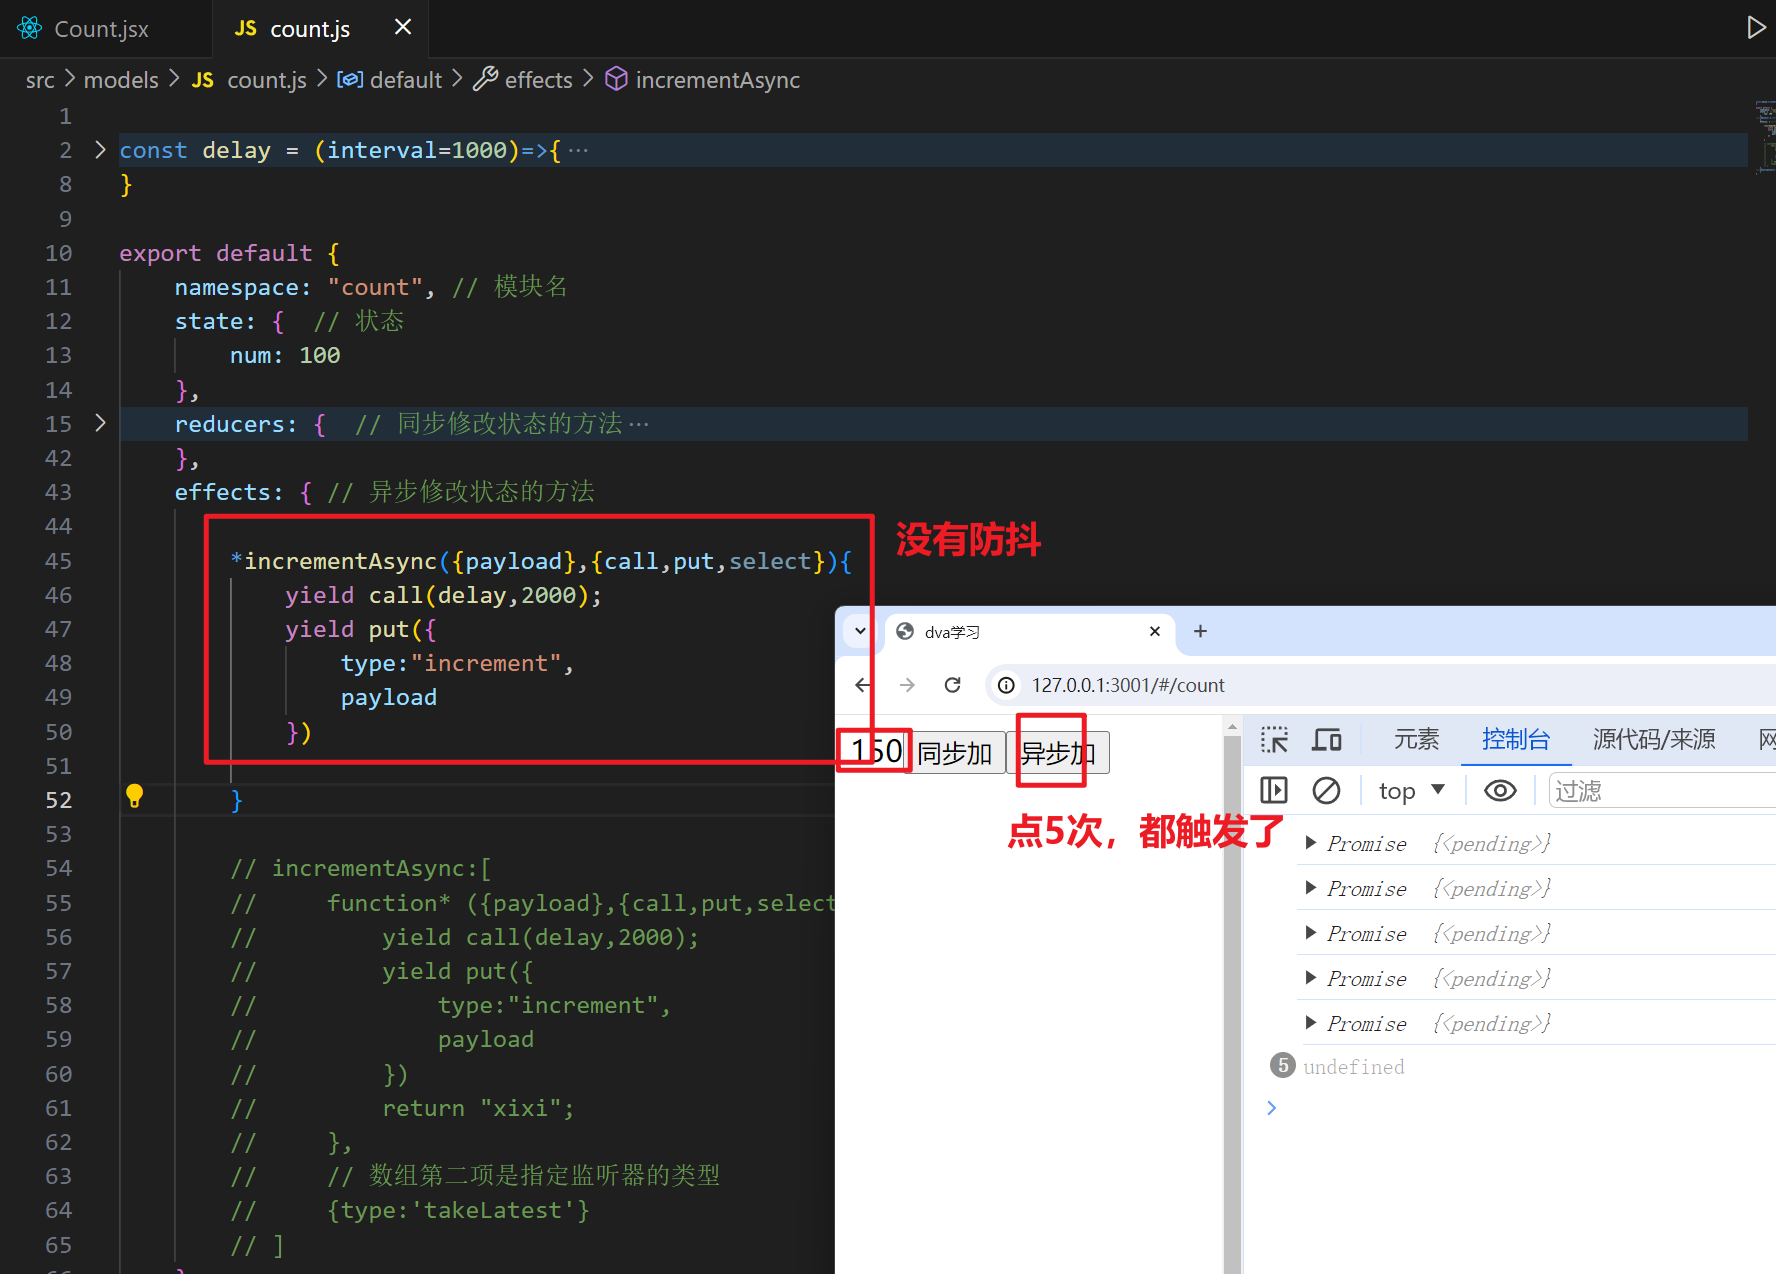 Count.jsx
JS count.js
src > models > JS count.js > default > effects > incrementAsync
1
2 const delay = (interval=1000)=>{ ···
8 }
9
10 export default {
11 namespace: "count", // 模块名
12 state: { // 状态
13 num: 100
14 },
15 reducers: { // 同步修改状态的方法 ···
42 },
43 effects: { // 异步修改状态的方法
44
45 *incrementAsync({payload},{call,put,select}){
没有防抖
46 yield call(delay,2000);
47 yield put({
48 type:"increment",
49 payload
50 })
51
52 }
53
54 // incrementAsync:[
55 // function* ({payload},{call,put,select
56 // yield call(delay,2000);
57 // yield put({
58 // type:"increment",
59 // payload
60 // })
61 // return "xixi";
62 // },
63 // // 数组第二项是指定监听器的类型
64 // {type:'takeLatest'}
65 // ]
dva学习
127.0.0.1:3001/#/count
150 同步加 异步加
点5次，都触发了
元素 控制台 源代码/来源 网
top 过滤
Promise {<pending>}
Promise {<pending>}
Promise {<pending>}
Promise {<pending>}
Promise {<pending>}
5 undefined